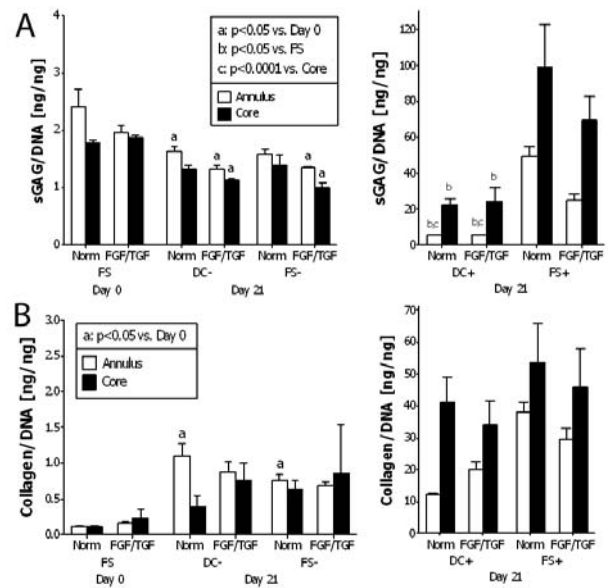 A
a: p<0.05 vs. Day 0
b: p<0.05 vs. FS
c: p<0.0001 vs. Core
Annulus
Core
sGAG/DNA [ng/ng]
4
3
2
1
0
a
a a
a a
Norm FGF/TGF Norm FGF/TGF Norm FGF/TGF
FS DC- FS-
Day 0 Day 21
sGAG/DNA [ng/ng]
120
100
80
60
40
20
0
b b
b,c b,c
Norm FGF/TGF Norm FGF/TGF
DC+ FS+
Day 21
B
a: p<0.05 vs. Day 0
Annulus
Core
Collagen/DNA [ng/ng]
3.0
2.5
2.0
1.5
1.0
0.5
0.0
a a
Norm FGF/TGF Norm FGF/TGF Norm FGF/TGF
FS DC- FS-
Day 0 Day 21
Collagen/DNA [ng/ng]
70
60
50
40
30
20
10
0
Norm FGF/TGF Norm FGF/TGF
DC+ FS+
Day 21